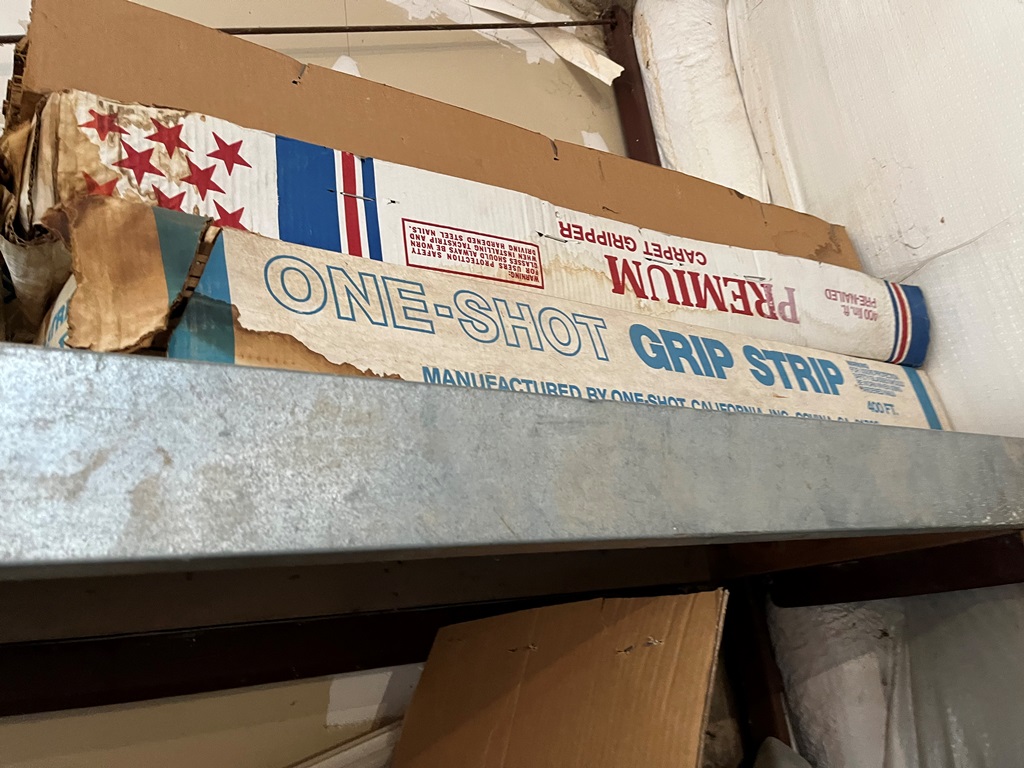 WARNING:
FOR USERS PROTECTION SAFETY
GLASSES SHOULD ALWAYS BE WORN
WHEN INSTALLING TACKSTRIP AND
DRIVING HARDENED STEEL NAILS.
PREMIUM
CARPET GRIPPER
400 lin. ft.
PRE-NAILED
ONE-SHOT GRIP STRIP
MANUFACTURED BY ONE-SHOT CALIFORNIA, INC. COVINA, CA
400 FT.